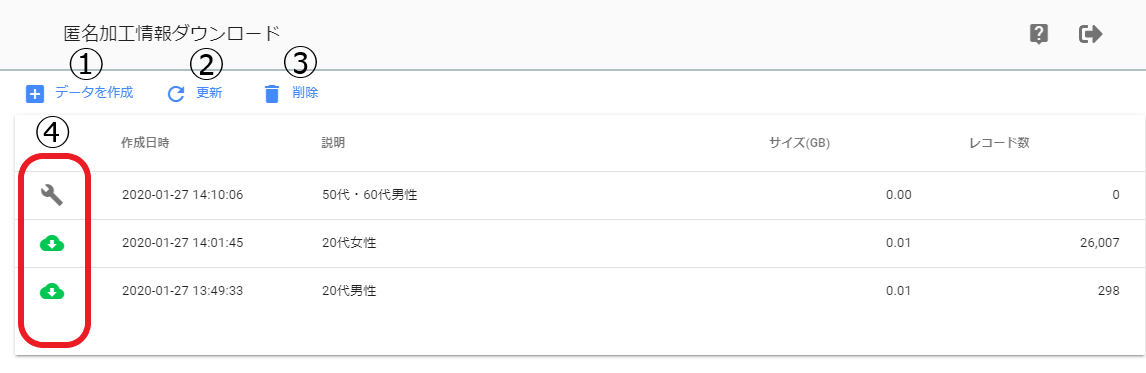 匿名加工情報ダウンロード
① ② ③
データを作成 更新 削除
④
作成日時 説明 サイズ(GB) レコード数
2020-01-27 14:10:06 50代・60代男性 0.00 0
2020-01-27 14:01:45 20代女性 0.01 26,007
2020-01-27 13:49:33 20代男性 0.01 298